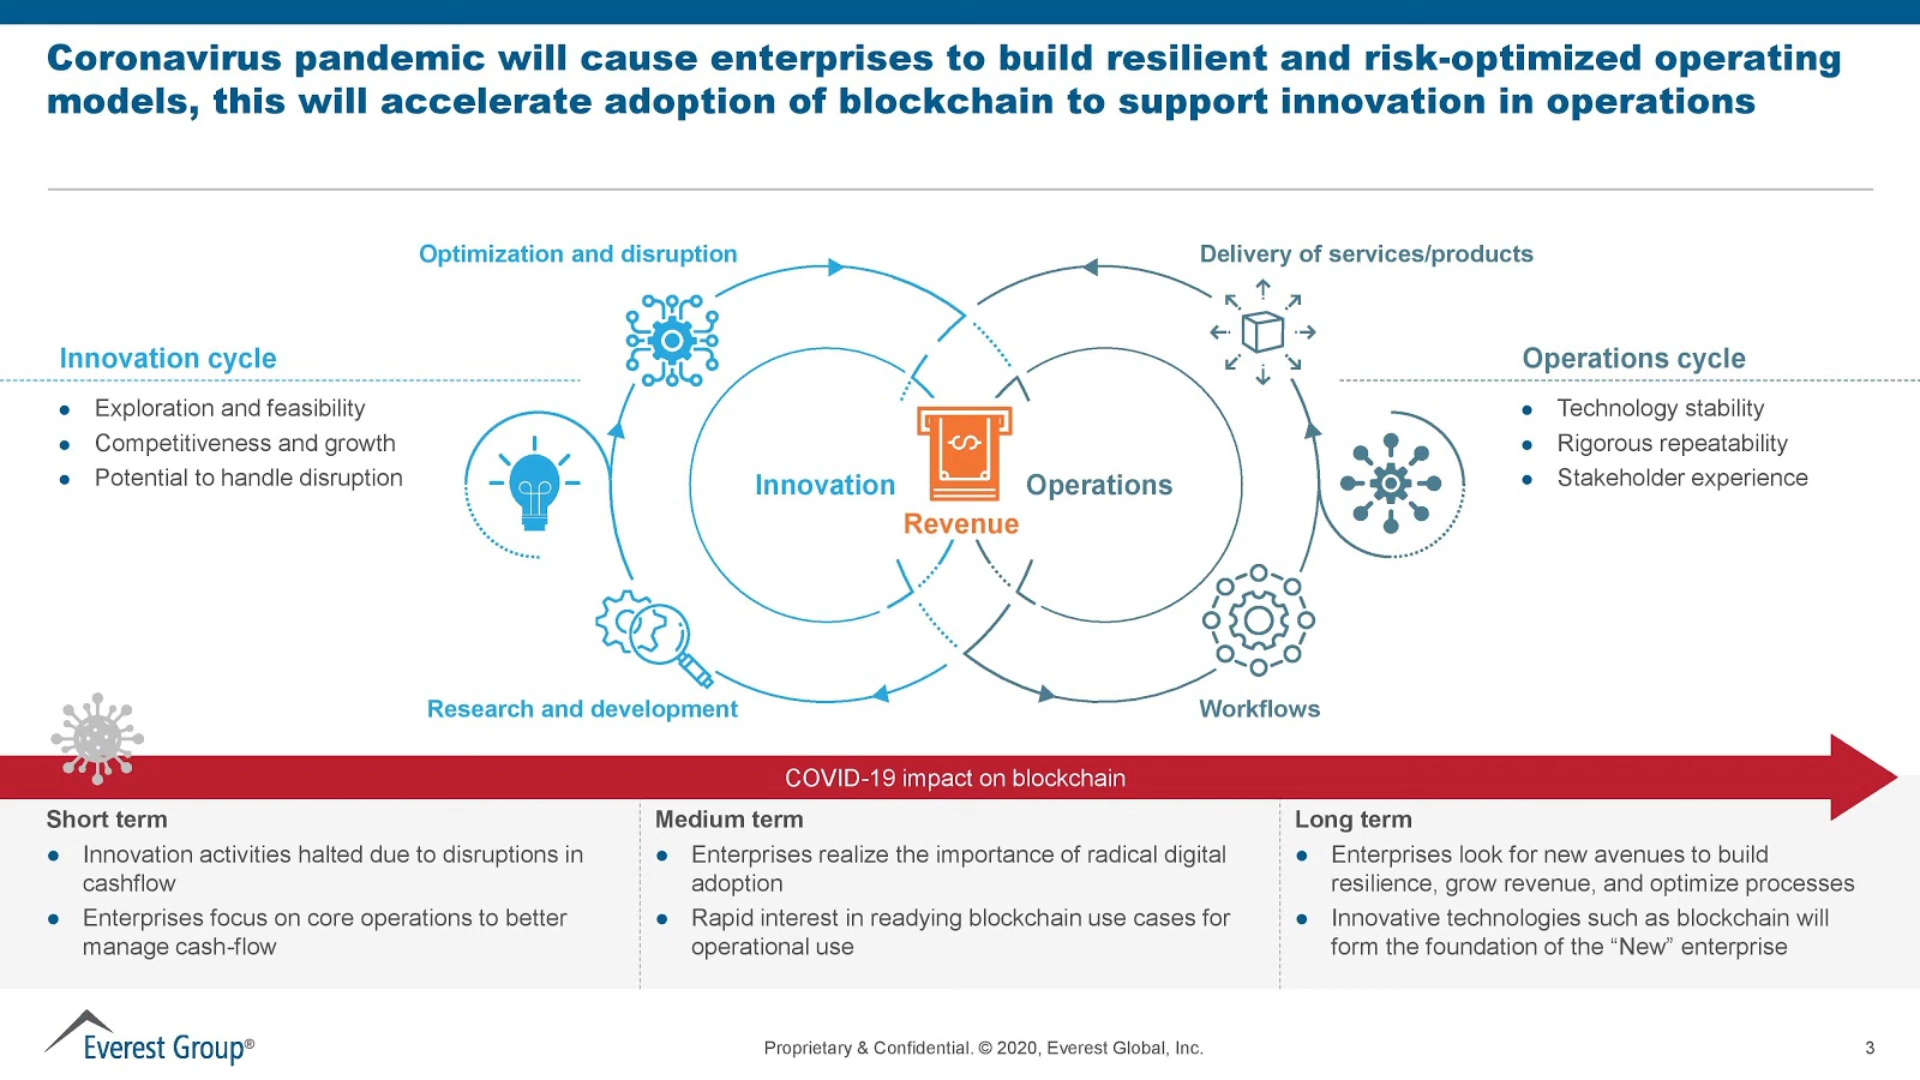 Coronavirus pandemic will cause enterprises to build resilient and risk-optimized operating
models, this will accelerate adoption of blockchain to support innovation in operations
Optimization and disruption
Delivery of services/products
Innovation cycle
● Exploration and feasibility
● Competitiveness and growth
● Potential to handle disruption
Operations cycle
● Technology stability
● Rigorous repeatability
● Stakeholder experience
Innovation
$
Operations
Revenue
Research and development
Workflows
COVID-19 impact on blockchain
Short term
● Innovation activities halted due to disruptions in
cashflow
● Enterprises focus on core operations to better
manage cash-flow
Medium term
● Enterprises realize the importance of radical digital
adoption
● Rapid interest in readying blockchain use cases for
operational use
Long term
● Enterprises look for new avenues to build
resilience, grow revenue, and optimize processes
● Innovative technologies such as blockchain will
form the foundation of the “New” enterprise
Everest Group®
Proprietary & Confidential. © 2020, Everest Global, Inc.
3